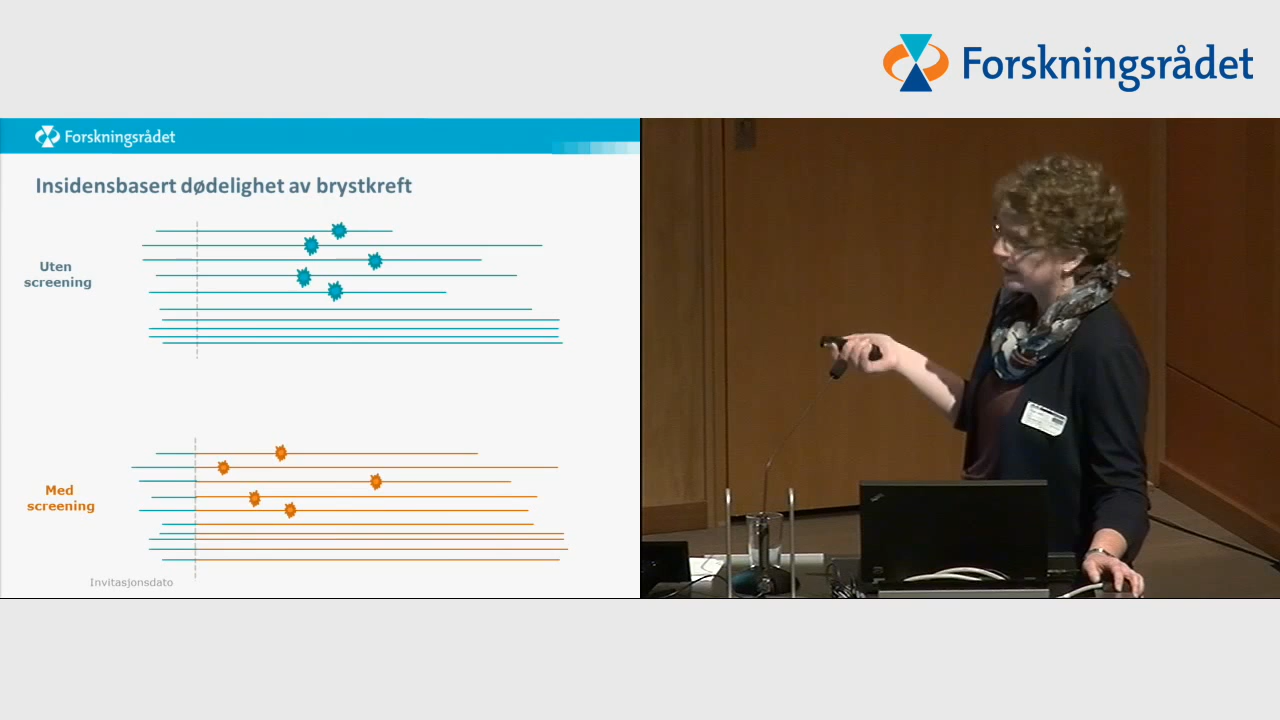 Forskningsrådet
Forskningsrådet
Insidensbasert dødelighet av brystkreft
Uten
screening
Med
screening
Invitasjonsdato